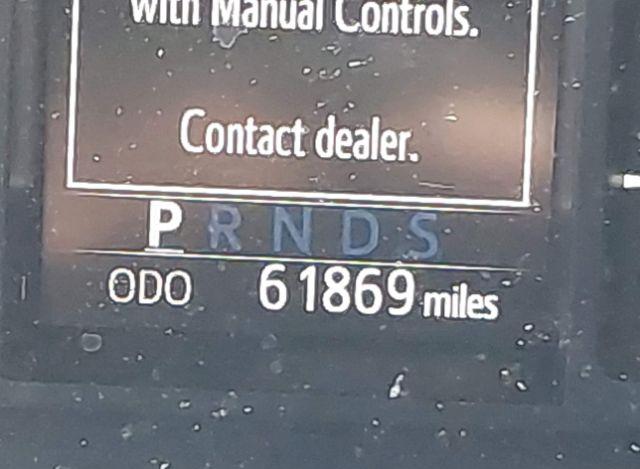 with Manual Controls.
Contact dealer.
P R N D S
ODO 61869 miles